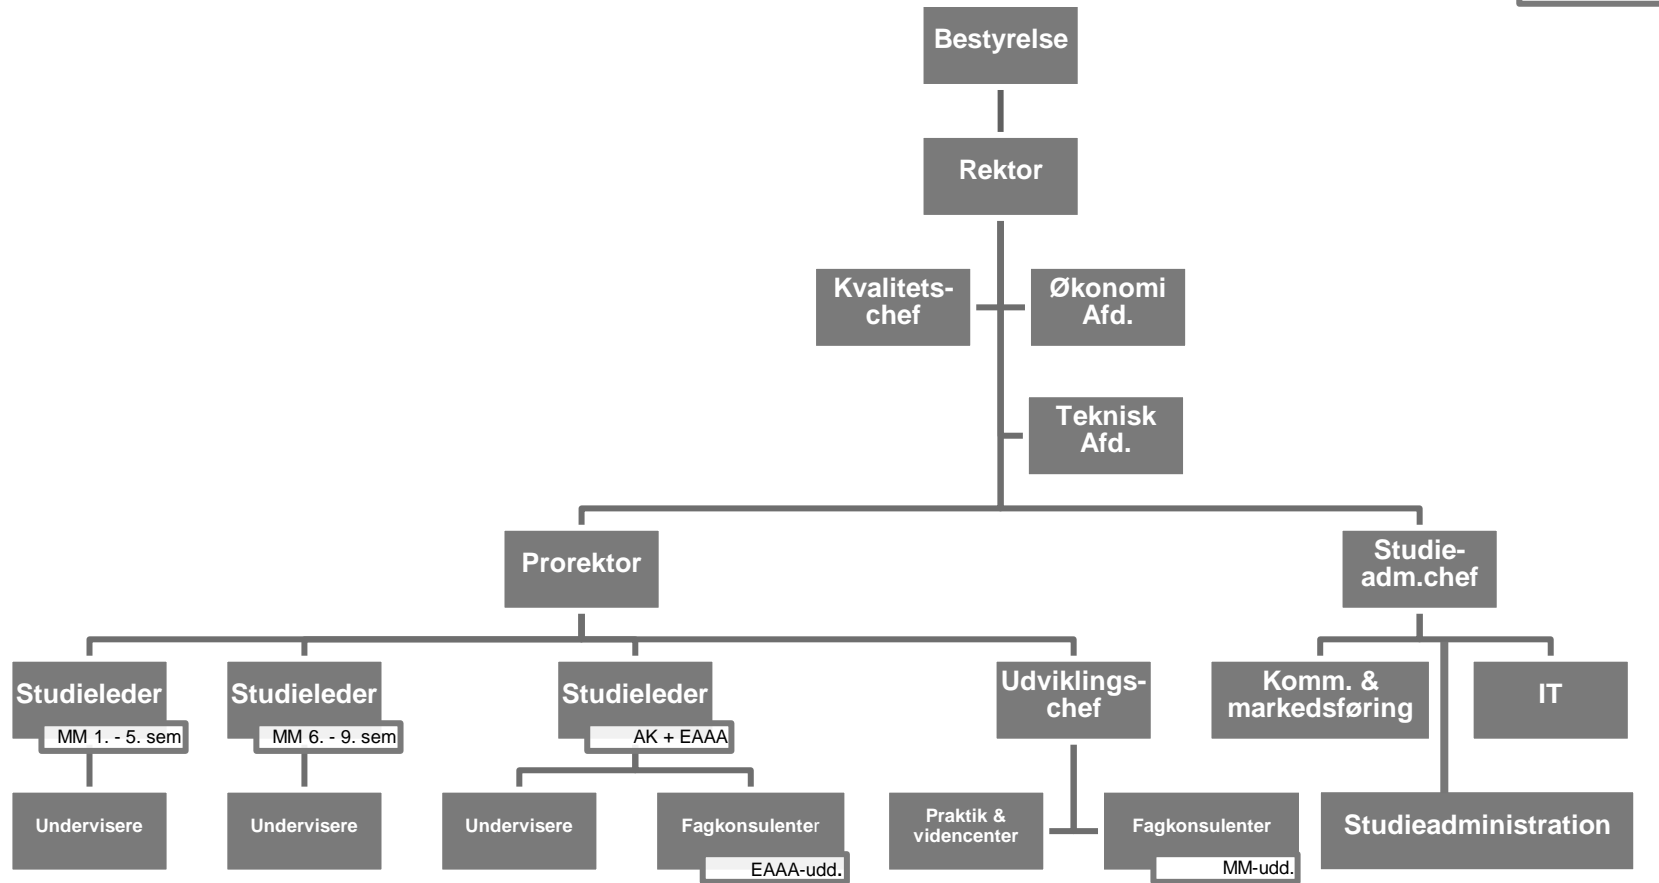 Bestyrelse
Rektor
Kvalitets-
chef
Økonomi
Afd.
Teknisk
Afd.
Prorektor
Studie-
adm.chef
Studieleder
MM 1. - 5. sem
Studieleder
MM 6. - 9. sem
Studieleder
AK + EAAA
Udviklings-
chef
Komm. &
markedsføring
IT
Undervisere
Undervisere
Undervisere
Fagkonsulenter
EAAA-udd.
Praktik &
videncenter
Fagkonsulenter
MM-udd.
Studieadministration